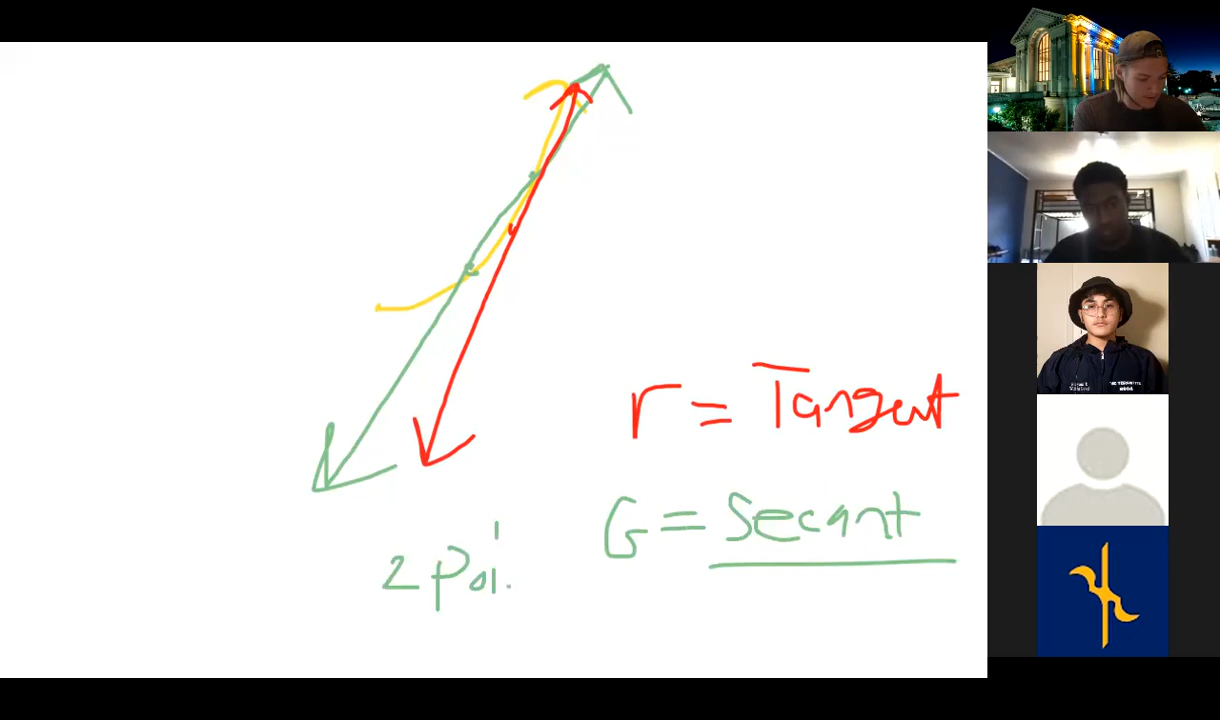 r = Tangent
G = Secant
2 Poi